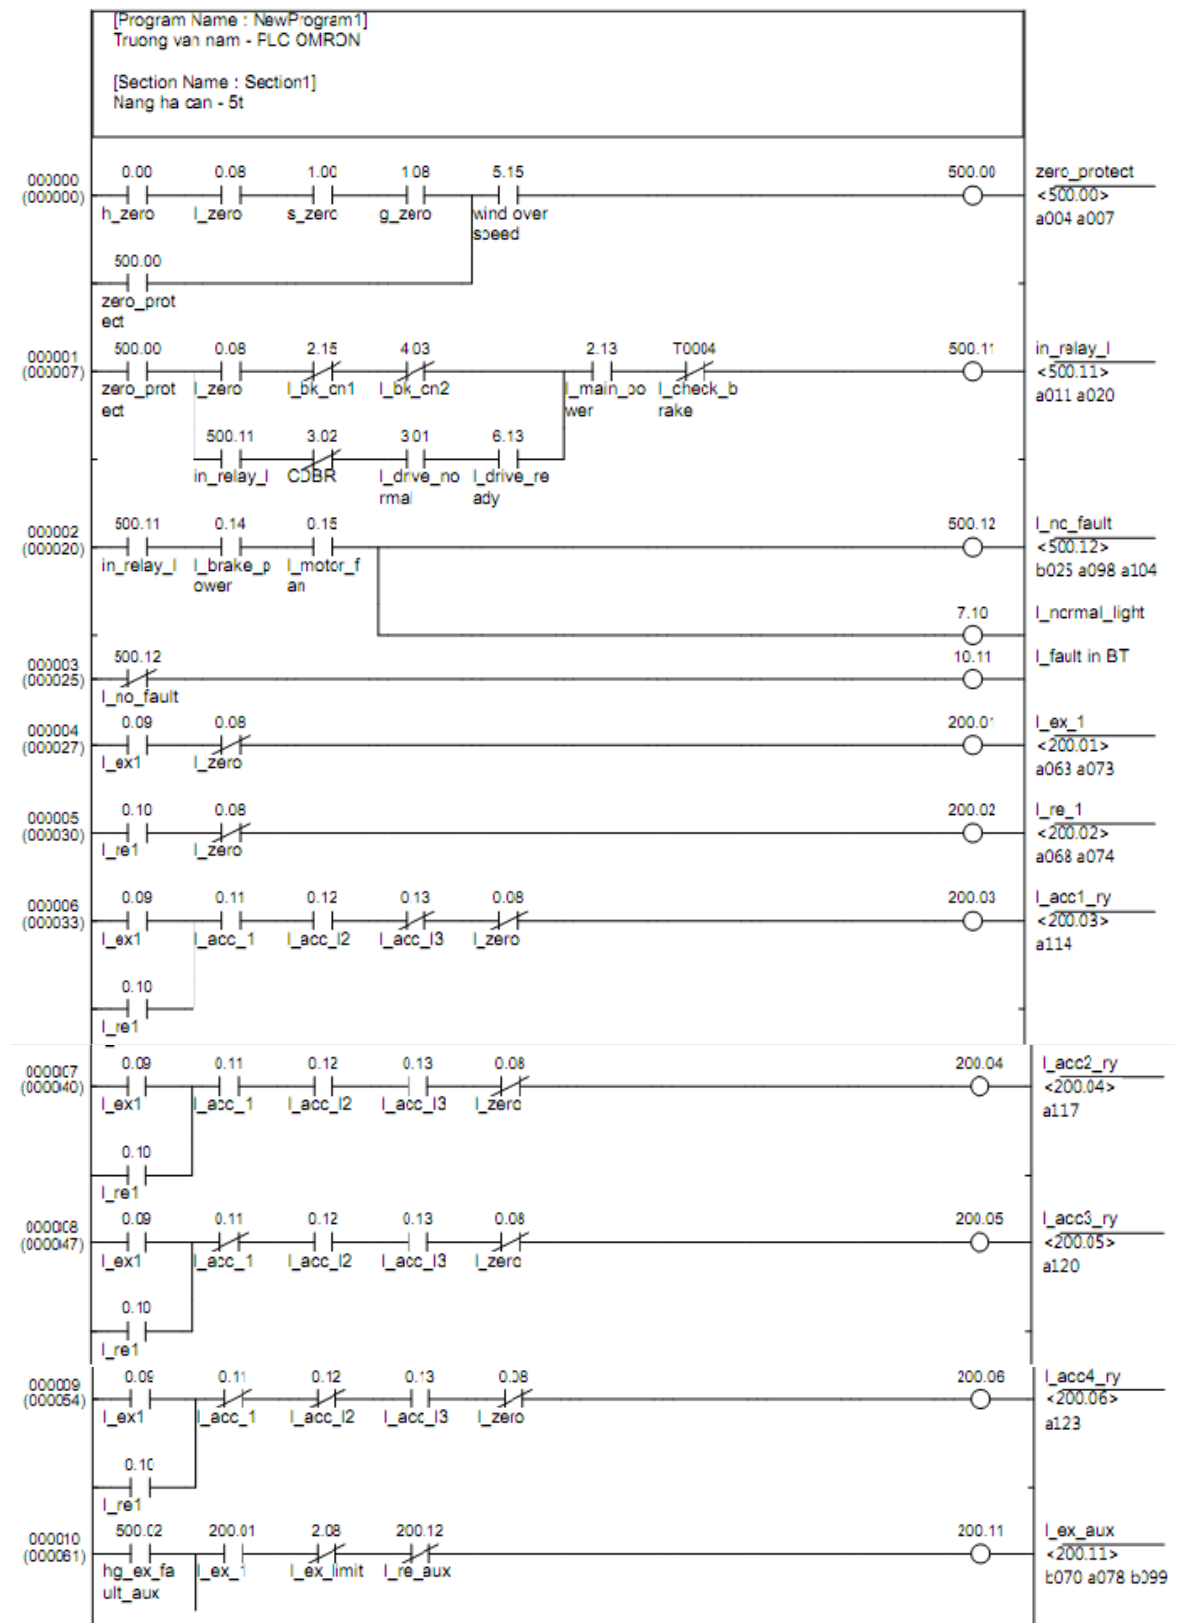 [Program Name : NewProgram1]
Truong van nam - PLC OMRON
[Section Name : Section1]
Nang ha can - 5t
000000
(000000)
0.00 0.08 1.00 1.08 5.15 500.00 zero_protect
h_zero l_zero s_zero g_zero wind over speed <500.00>
a004 a007
500.00
zero_prot
ect
000001
(000007)
500.00 0.08 2.15 4.03 2.13 T0004 500.11 in_relay_l
zero_prot l_zero l_bk_cn1 l_bk_cn2 l_main_po l_check_b <500.11>
ect wer rake a011 a020
500.11 3.02 3.01 6.13
in_relay_l CDBR l_drive_no l_drive_re
rmal ady
000002
(000020)
500.11 0.14 0.15 500.12 l_no_fault
in_relay_l l_brake_p l_motor_f <500.12>
ower an b025 a098 a104
7.10 l_normal_light
000003
(000025)
500.12 10.11 l_fault in BT
l_no_fault
000004
(000027)
0.09 0.08 200.01 l_ex_1
l_ex1 l_zero <200.01>
a063 a073
000005
(000030)
0.10 0.08 200.02 l_re_1
l_re1 l_zero <200.02>
a068 a074
000006
(000033)
0.09 0.11 0.12 0.13 0.08 200.03 l_acc1_ry
l_ex1 l_acc_1 l_acc_l2 l_acc_l3 l_zero <200.03>
a114
0.10
l_re1
000007
(000040)
0.09 0.11 0.12 0.13 0.08 200.04 l_acc2_ry
l_ex1 l_acc_1 l_acc_l2 l_acc_l3 l_zero <200.04>
a117
0.10
l_re1
000008
(000047)
0.09 0.11 0.12 0.13 0.08 200.05 l_acc3_ry
l_ex1 l_acc_1 l_acc_l2 l_acc_l3 l_zero <200.05>
a120
0.10
l_re1
000009
(000054)
0.09 0.11 0.12 0.13 0.08 200.06 l_acc4_ry
l_ex1 l_acc_1 l_acc_l2 l_acc_l3 l_zero <200.06>
a123
0.10
l_re1
000010
(000061)
500.02 200.01 2.08 200.12 200.11 l_ex_aux
hg_ex_fa l_ex_1 l_ex_limit l_re_aux <200.11>
ult_aux b070 a078 b099